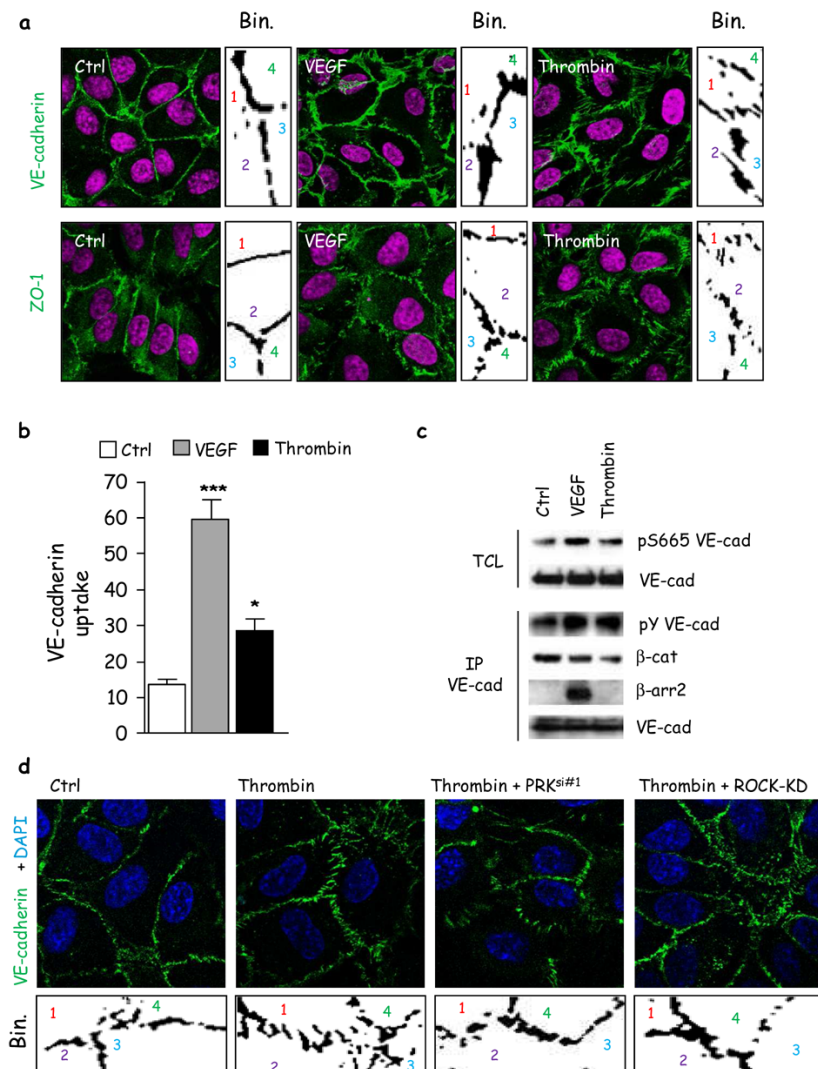 a
Bin.
Bin.
Bin.
VE-cadherin
Ctrl
4
1
3
2
VEGF
4
1
3
2
Thrombin
4
1
2
3
ZO-1
Ctrl
1
2
3
4
VEGF
1
2
3
4
Thrombin
1
2
3
4
b
Ctrl
VEGF
Thrombin
VE-cadherin
uptake
70
60
50
40
30
20
10
0
***
*
c
Ctrl
VEGF
Thrombin
TCL
pS665 VE-cad
VE-cad
IP
VE-cad
pY VE-cad
β-cat
β-arr2
VE-cad
d
Ctrl
Thrombin
Thrombin + PRKsi#1
Thrombin + ROCK-KD
VE-cadherin + DAPI
Bin.
1
4
2
3
1
4
2
3
1
4
2
3
1
4
2
3